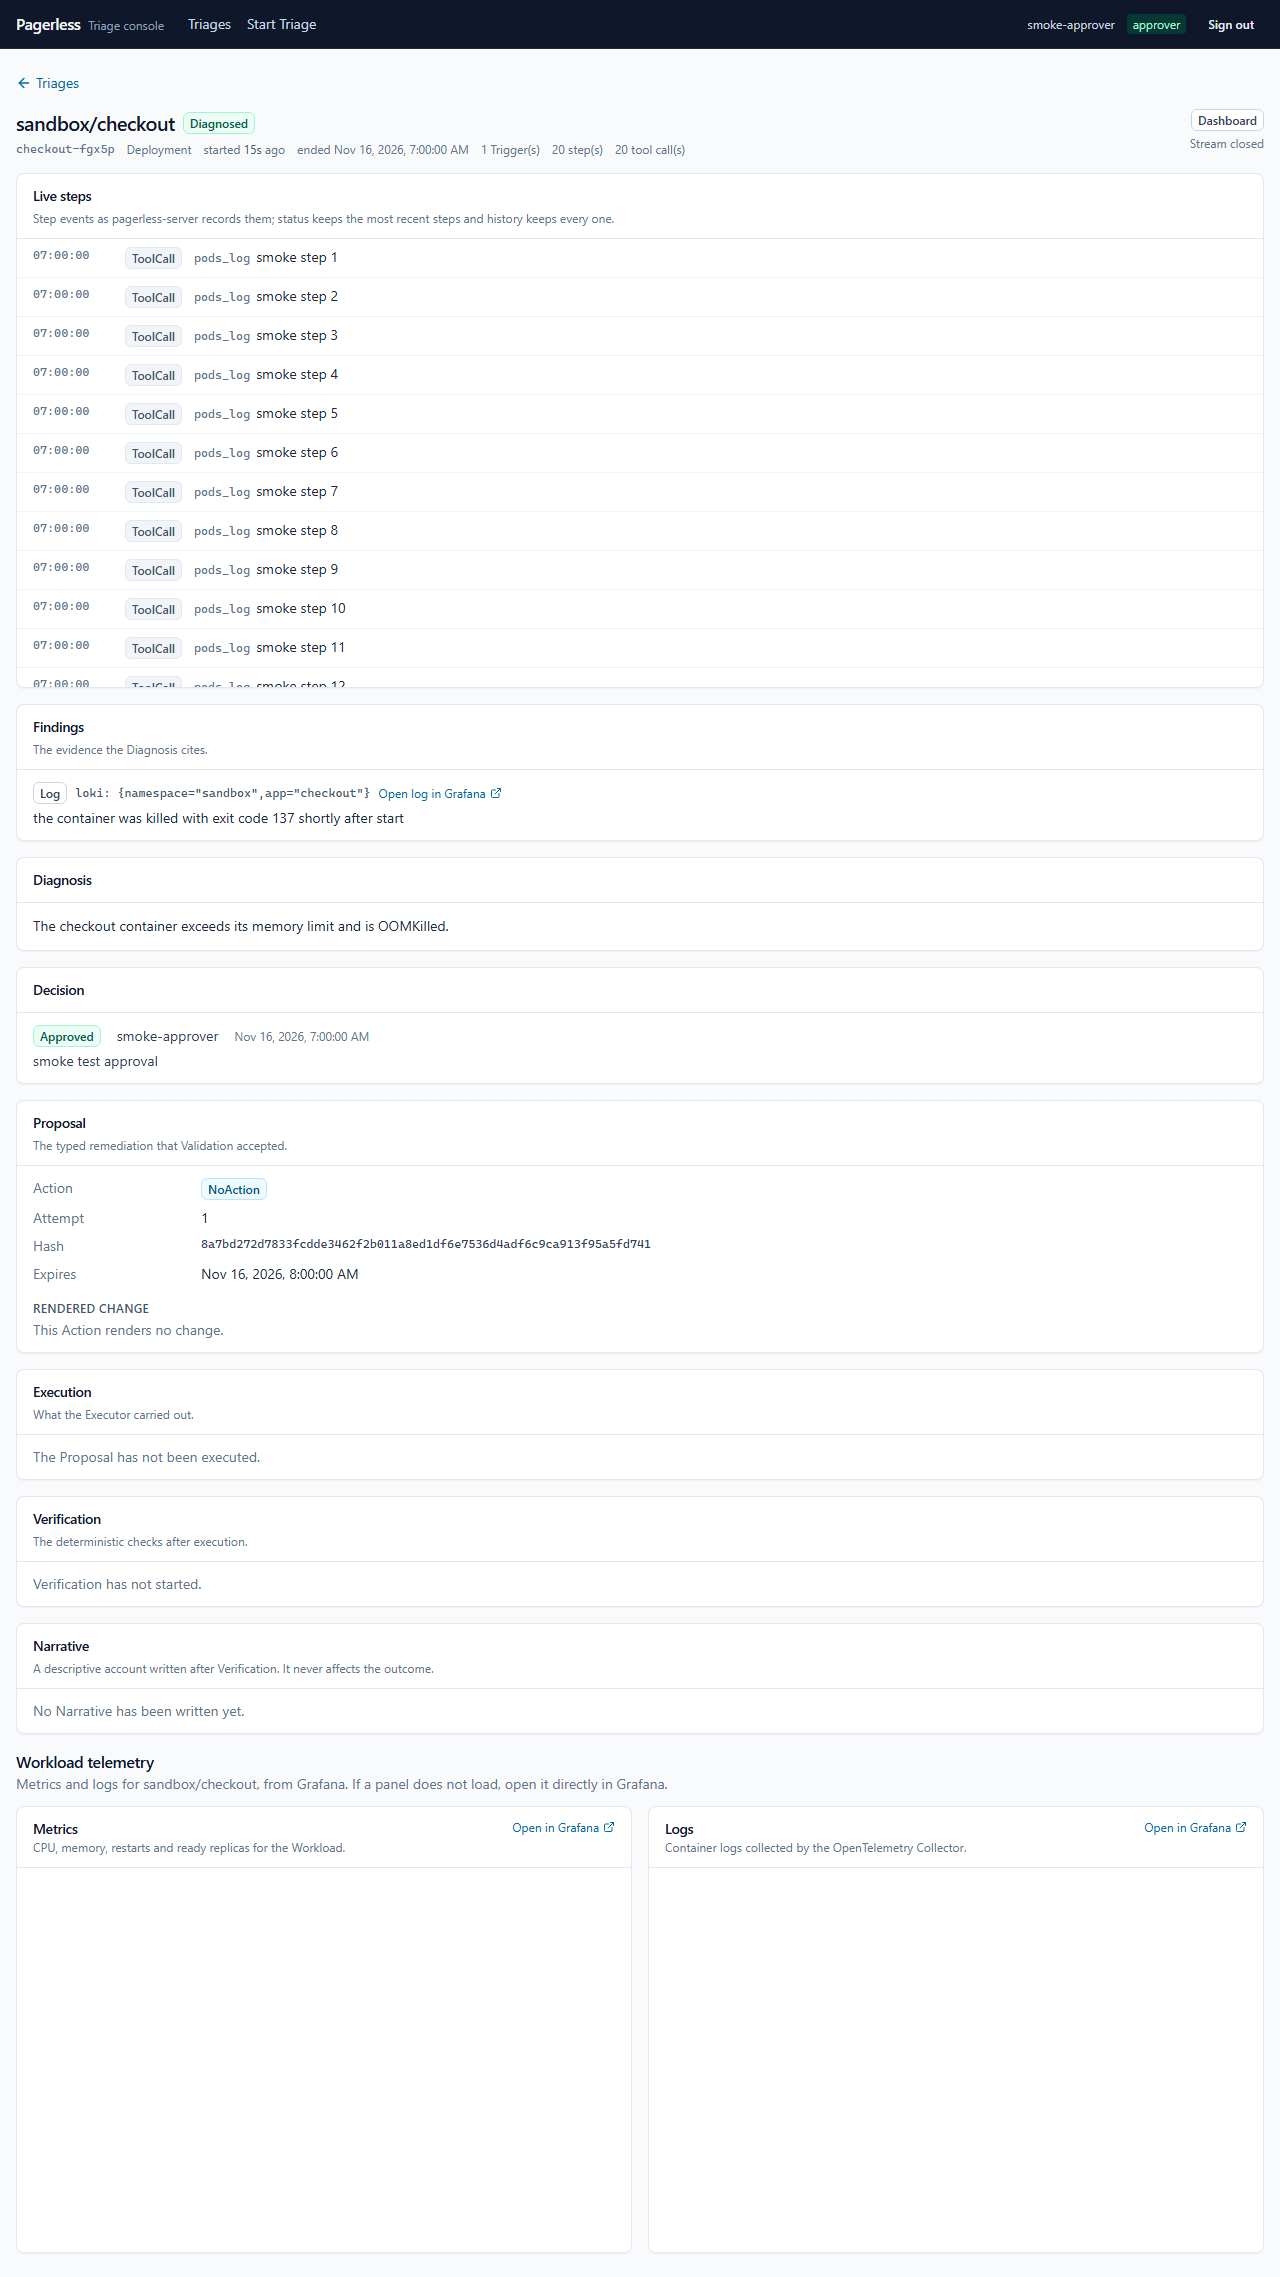 Pagerless Triage console Triages Start Triage smoke-approver approver Sign out
← Triages
sandbox/checkout Diagnosed Dashboard
checkout-fgx5p Deployment started 15s ago ended Nov 16, 2026, 7:00:00 AM 1 Trigger(s) 20 step(s) 20 tool call(s) Stream closed
Live steps
Step events as pagerless-server records them; status keeps the most recent steps and history keeps every one.
07:00:00 ToolCall pods_log smoke step 1
07:00:00 ToolCall pods_log smoke step 2
07:00:00 ToolCall pods_log smoke step 3
07:00:00 ToolCall pods_log smoke step 4
07:00:00 ToolCall pods_log smoke step 5
07:00:00 ToolCall pods_log smoke step 6
07:00:00 ToolCall pods_log smoke step 7
07:00:00 ToolCall pods_log smoke step 8
07:00:00 ToolCall pods_log smoke step 9
07:00:00 ToolCall pods_log smoke step 10
07:00:00 ToolCall pods_log smoke step 11
07:00:00 ToolCall pods_log smoke step 12
Findings
The evidence the Diagnosis cites.
Log loki: {namespace="sandbox",app="checkout"} Open log in Grafana
the container was killed with exit code 137 shortly after start
Diagnosis
The checkout container exceeds its memory limit and is OOMKilled.
Decision
Approved smoke-approver Nov 16, 2026, 7:00:00 AM
smoke test approval
Proposal
The typed remediation that Validation accepted.
Action NoAction
Attempt 1
Hash 8a7bd272d7833fcdde3462f2b011a8ed1df6e7536d4adf6c9ca913f95a5fd741
Expires Nov 16, 2026, 8:00:00 AM
RENDERED CHANGE
This Action renders no change.
Execution
What the Executor carried out.
The Proposal has not been executed.
Verification
The deterministic checks after execution.
Verification has not started.
Narrative
A descriptive account written after Verification. It never affects the outcome.
No Narrative has been written yet.
Workload telemetry
Metrics and logs for sandbox/checkout, from Grafana. If a panel does not load, open it directly in Grafana.
Metrics Open in Grafana
CPU, memory, restarts and ready replicas for the Workload.
Logs Open in Grafana
Container logs collected by the OpenTelemetry Collector.